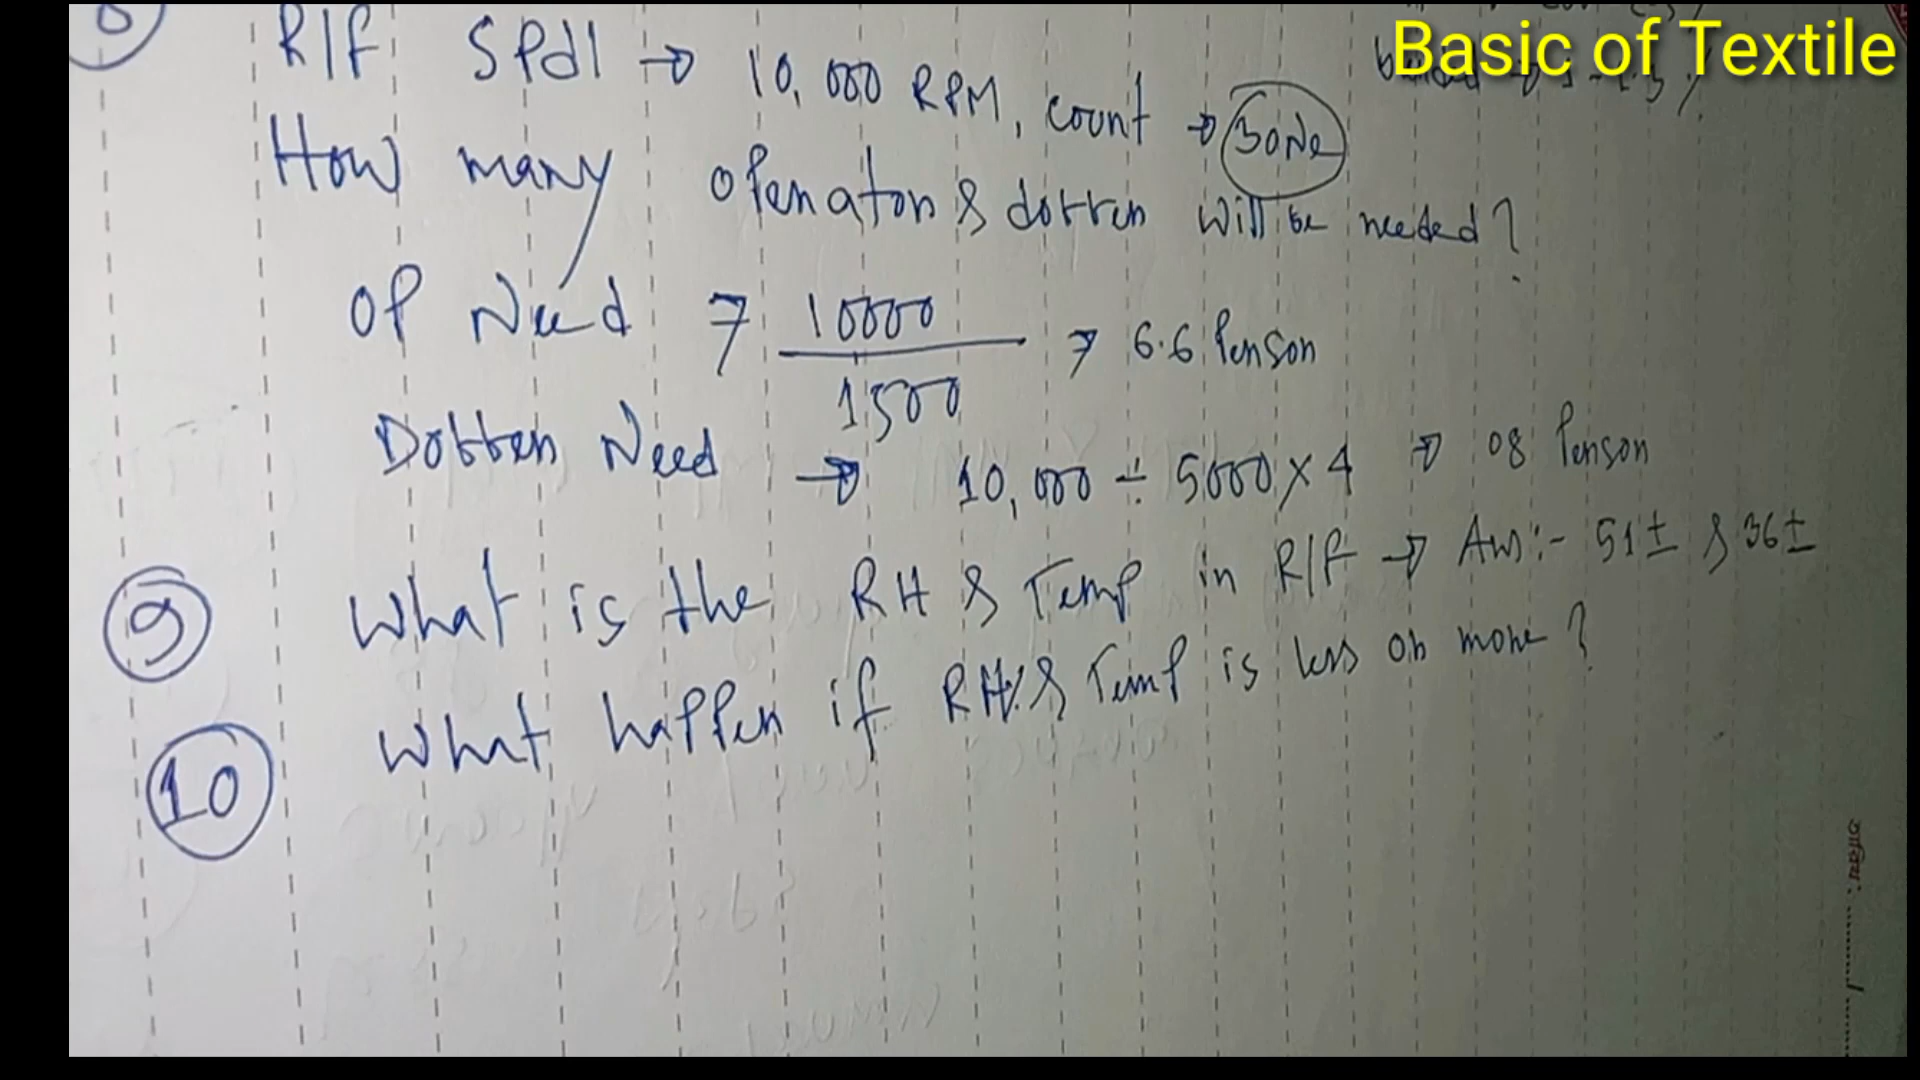 Basic of Textile
8
R/F Spdl → 10,000 RPM, count → 30Ne
How many Operator & doffer will be needed?
OP Need ⇒ 10000 / 1500 ⇒ 6.6 Person
Doffer Need → 10,000 ÷ 5000 × 4 ⇒ 08 Person
9 What is the RH & Temp in R/F → Ans:- 51± & 36±
10 What happen if RH% & Temp is less or more?